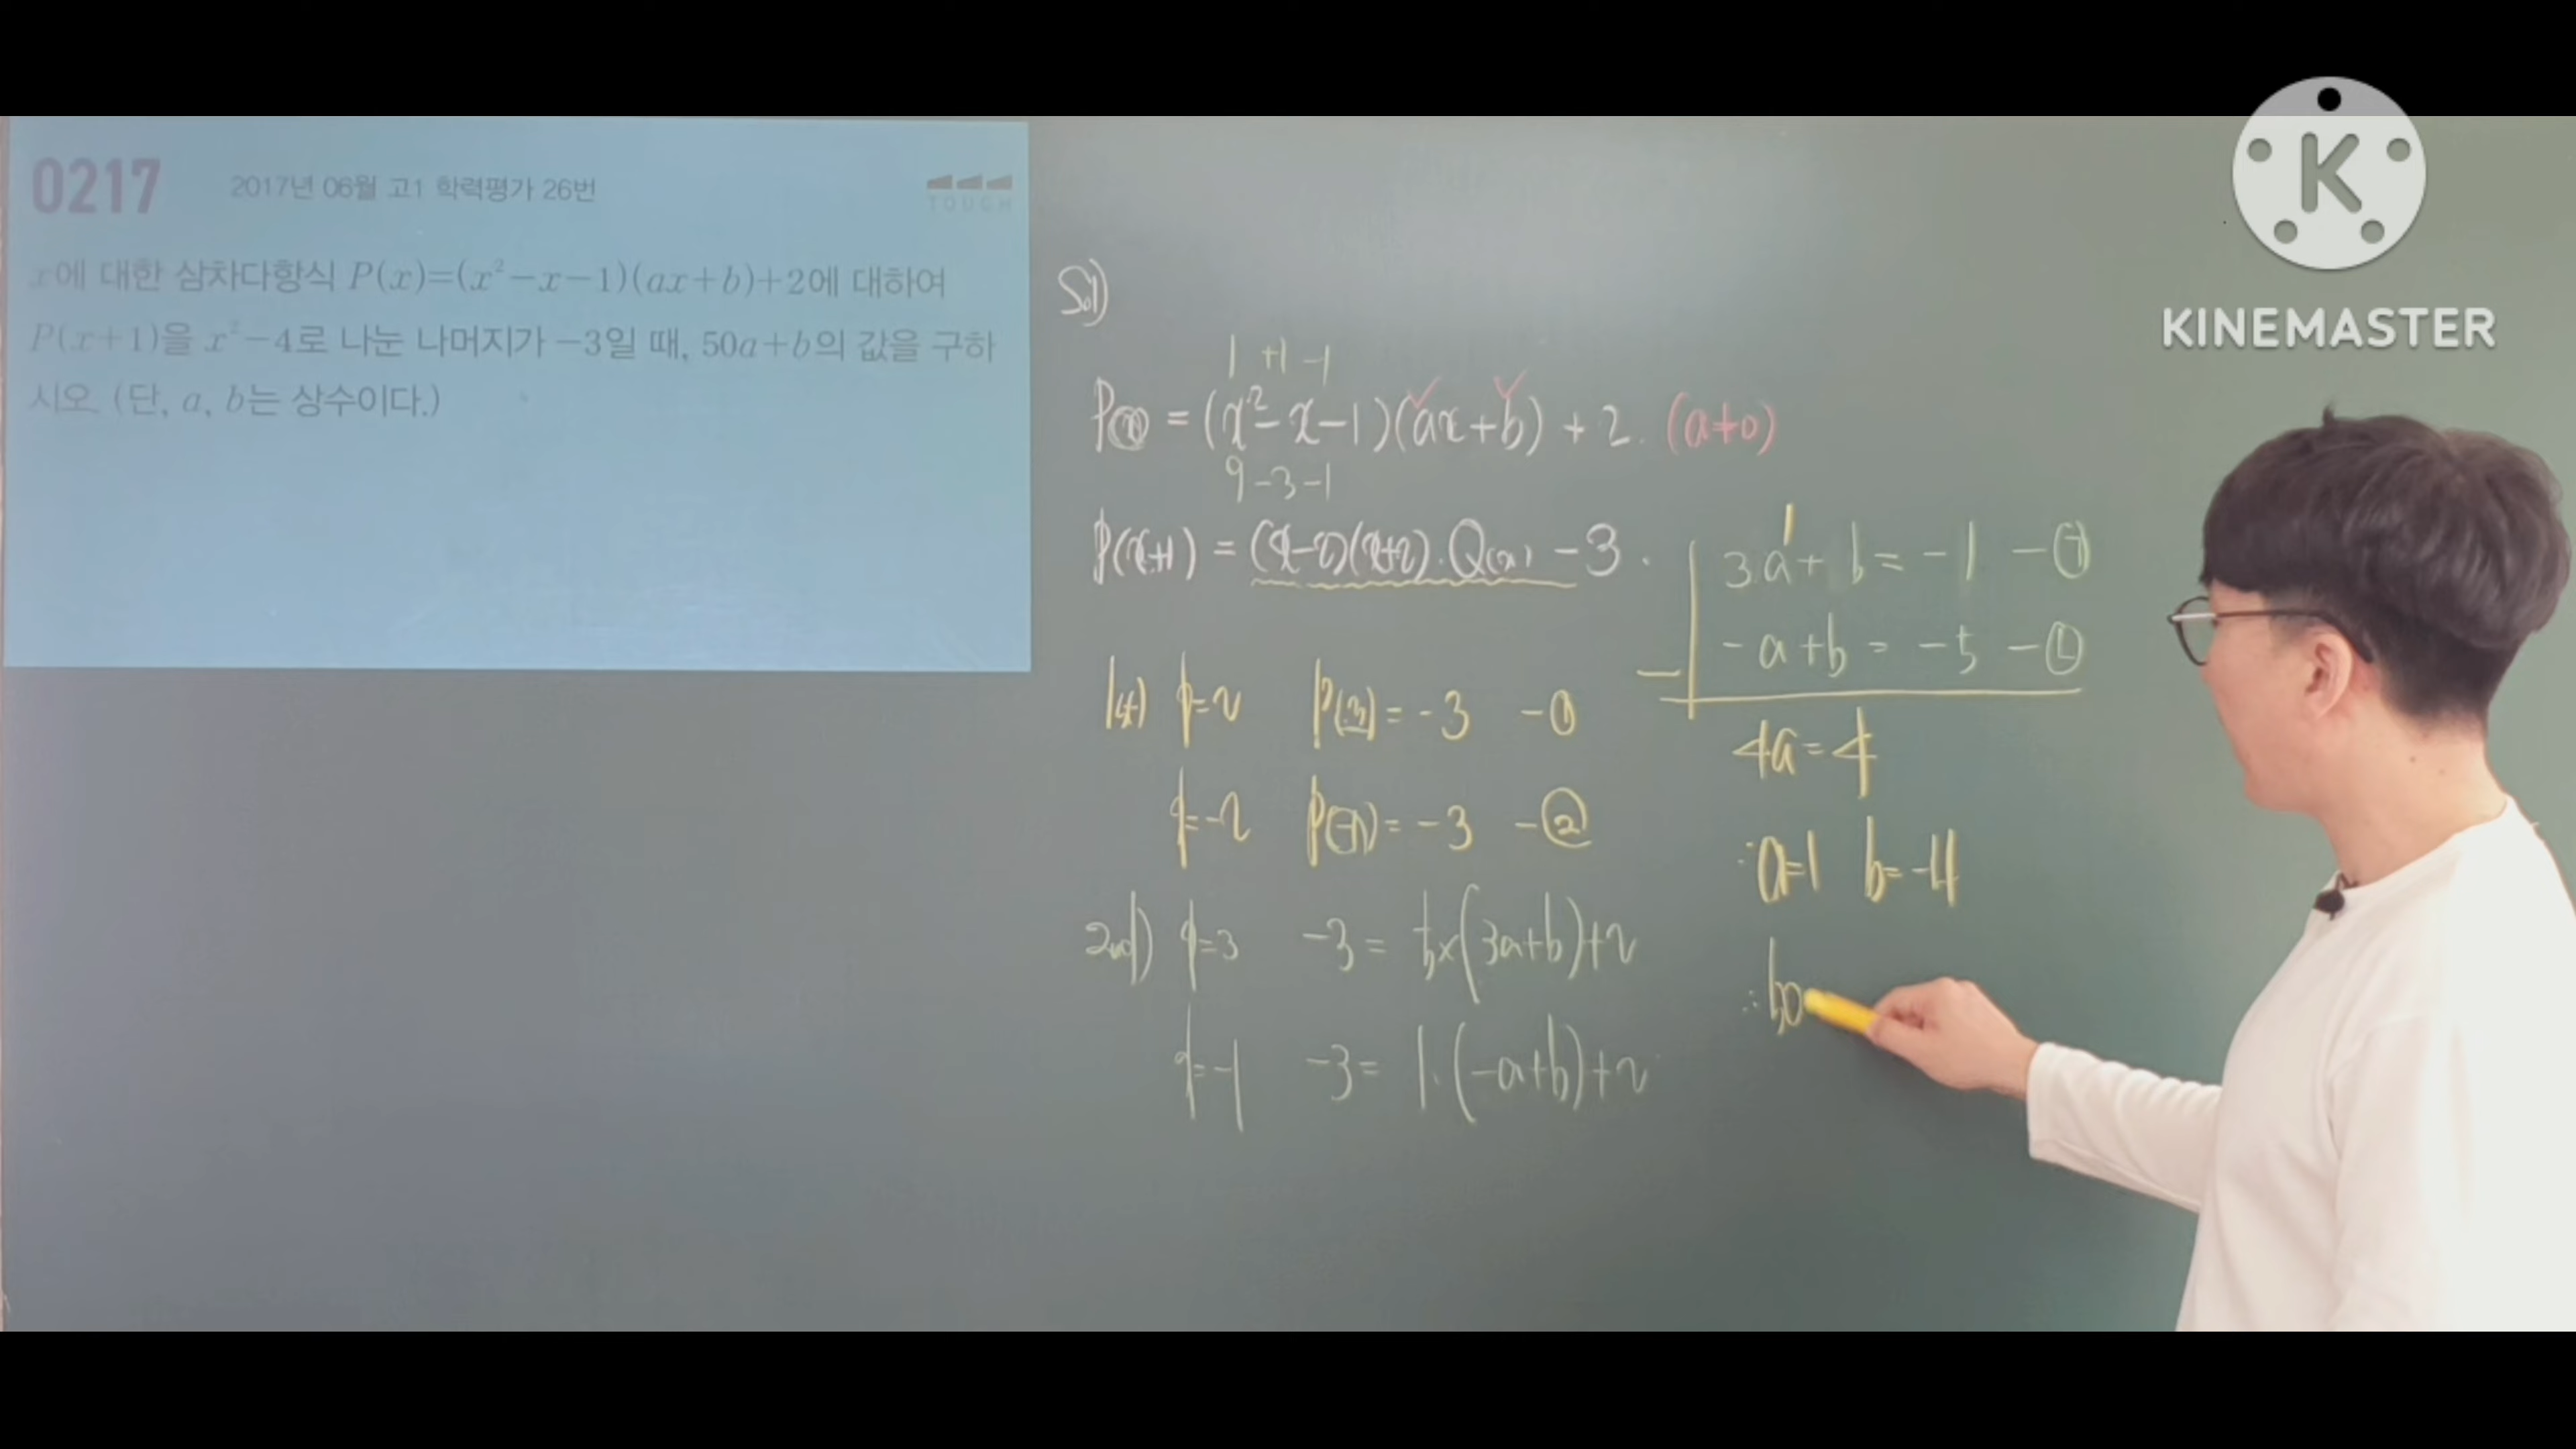 0217 2017년 06월 고1 학력평가 26번
TOUCH
x에 대한 삼차다항식 P(x)=(x²-x-1)(ax+b)+2에 대하여
P(x+1)을 x²-4로 나눈 나머지가 -3일 때, 50a+b의 값을 구하
시오. (단, a, b는 상수이다.)
KINEMASTER
Sol)
1 +1 -1
P(x) = (x²-x-1)(ax+b) + 2. (a≠0)
9-3-1
P(x+1) = (x-2)(x+2)·Q(x) - 3.
1st) x=2 P(3) = -3 -①
x=-2 P(-1) = -3 -②
2nd) x=3 -3 = 5×(3a+b)+2
x=-1 -3 = 1·(-a+b)+2
3a+b = -1 -㉠
-a+b = -5 -㉡
4a=4
∴a=1 b=-4
∴50